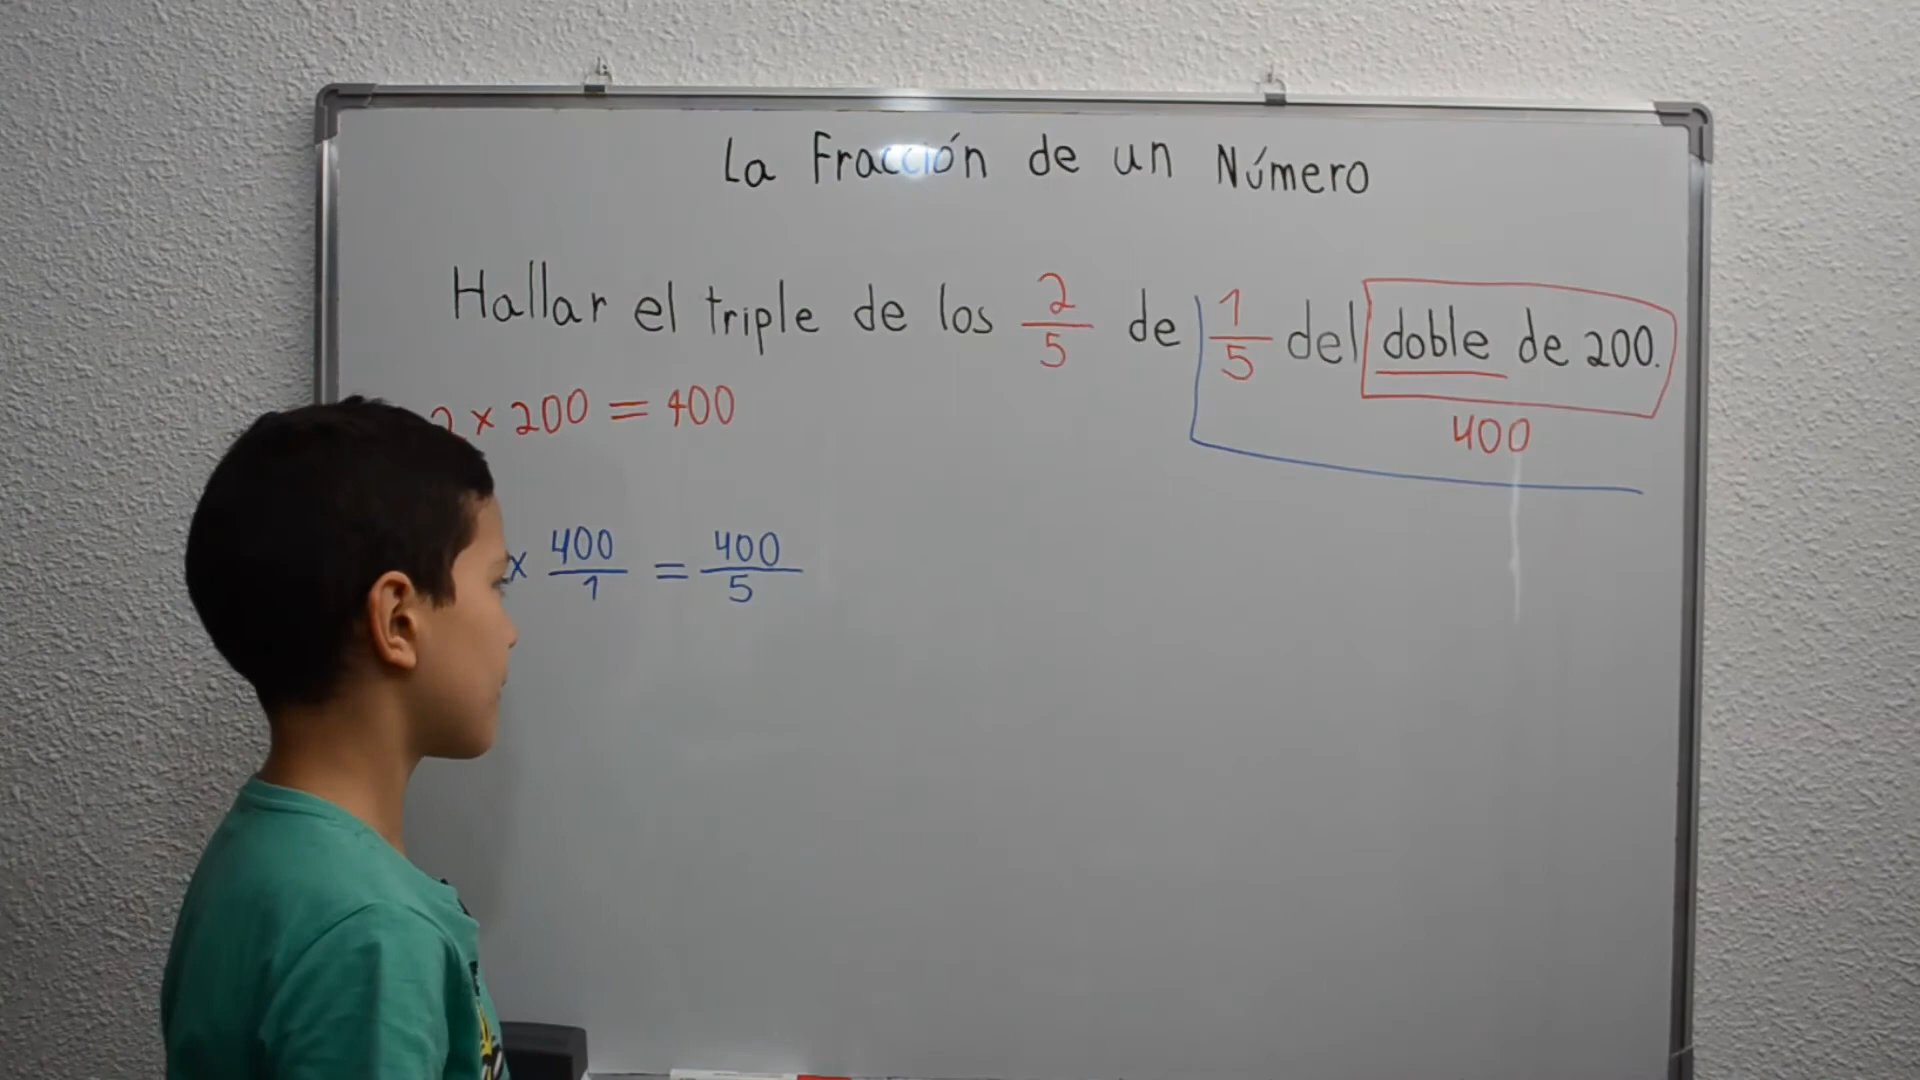 La Fracción de un Número
Hallar el triple de los 2/5 de 1/5 del doble de 200.
400
2 x 200 = 400
x 400/1 = 400/5